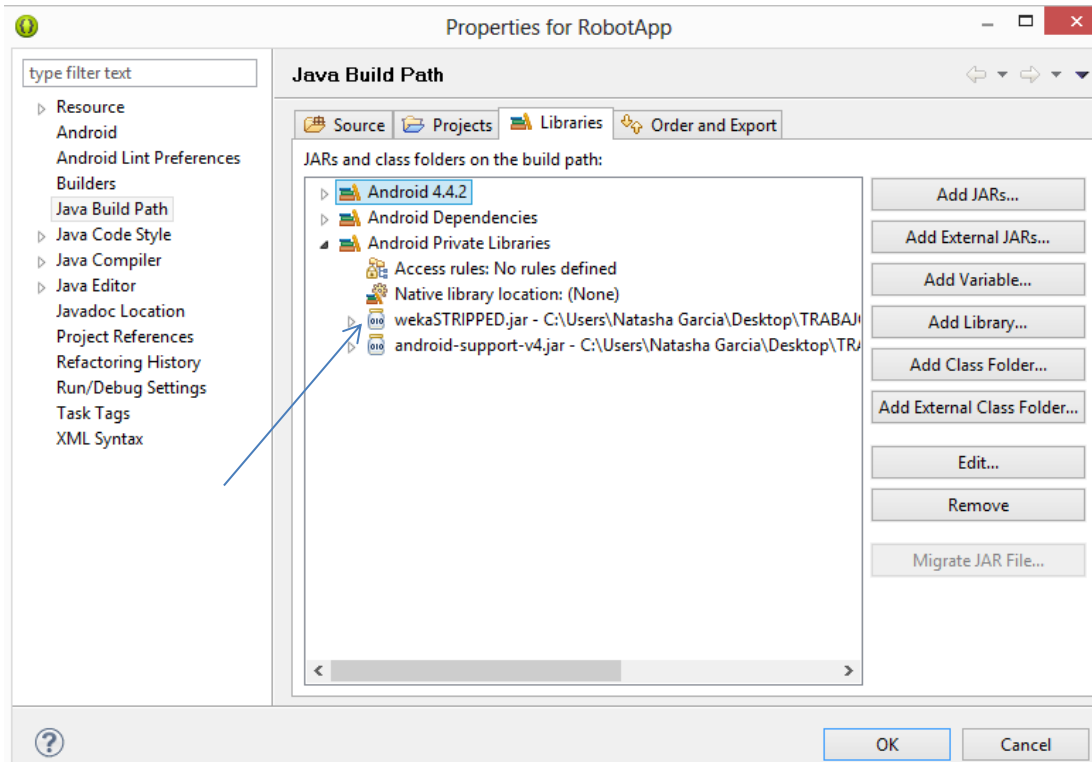 Properties for RobotApp
type filter text
Resource
Android
Android Lint Preferences
Builders
Java Build Path
Java Code Style
Java Compiler
Java Editor
Javadoc Location
Project References
Refactoring History
Run/Debug Settings
Task Tags
XML Syntax
Java Build Path
Source
Projects
Libraries
Order and Export
JARs and class folders on the build path:
Android 4.4.2
Android Dependencies
Android Private Libraries
Access rules: No rules defined
Native library location: (None)
wekaSTRIPPED.jar - C:\Users\Natasha Garcia\Desktop\TRABAJ
android-support-v4.jar - C:\Users\Natasha Garcia\Desktop\TR
Add JARs...
Add External JARs...
Add Variable...
Add Library...
Add Class Folder...
Add External Class Folder...
Edit...
Remove
Migrate JAR File...
OK
Cancel